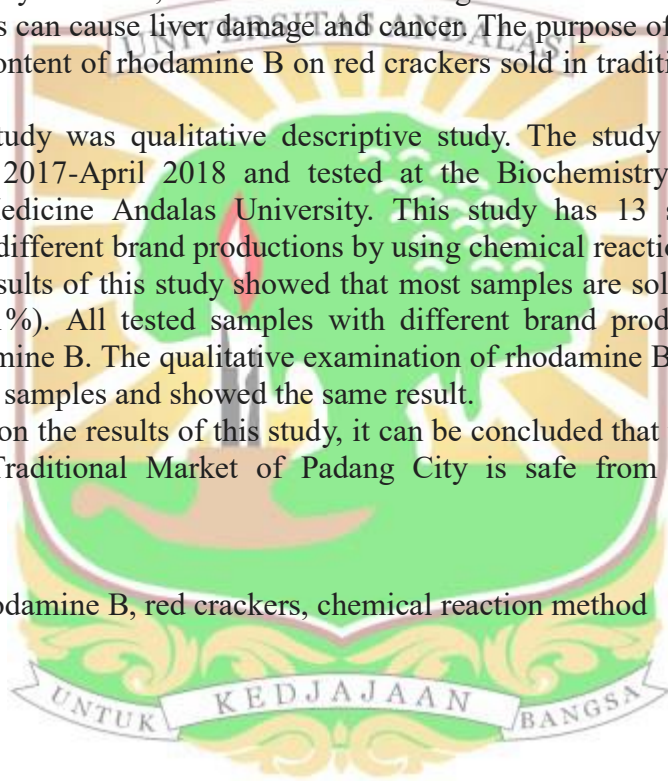 s can cause liver damage and cancer. The purpose of
UNIVERSITAS ANDALAS
ontent of rhodamine B on red crackers sold in traditi
tudy was qualitative descriptive study. The study
2017-April 2018 and tested at the Biochemistry
edicine Andalas University. This study has 13 s
different brand productions by using chemical reactio
sults of this study showed that most samples are sol
1%). All tested samples with different brand prod
mine B. The qualitative examination of rhodamine B
samples and showed the same result.
on the results of this study, it can be concluded that
Traditional Market of Padang City is safe from
odamine B, red crackers, chemical reaction method
UNTUK KEDJAJAAN BANGSA